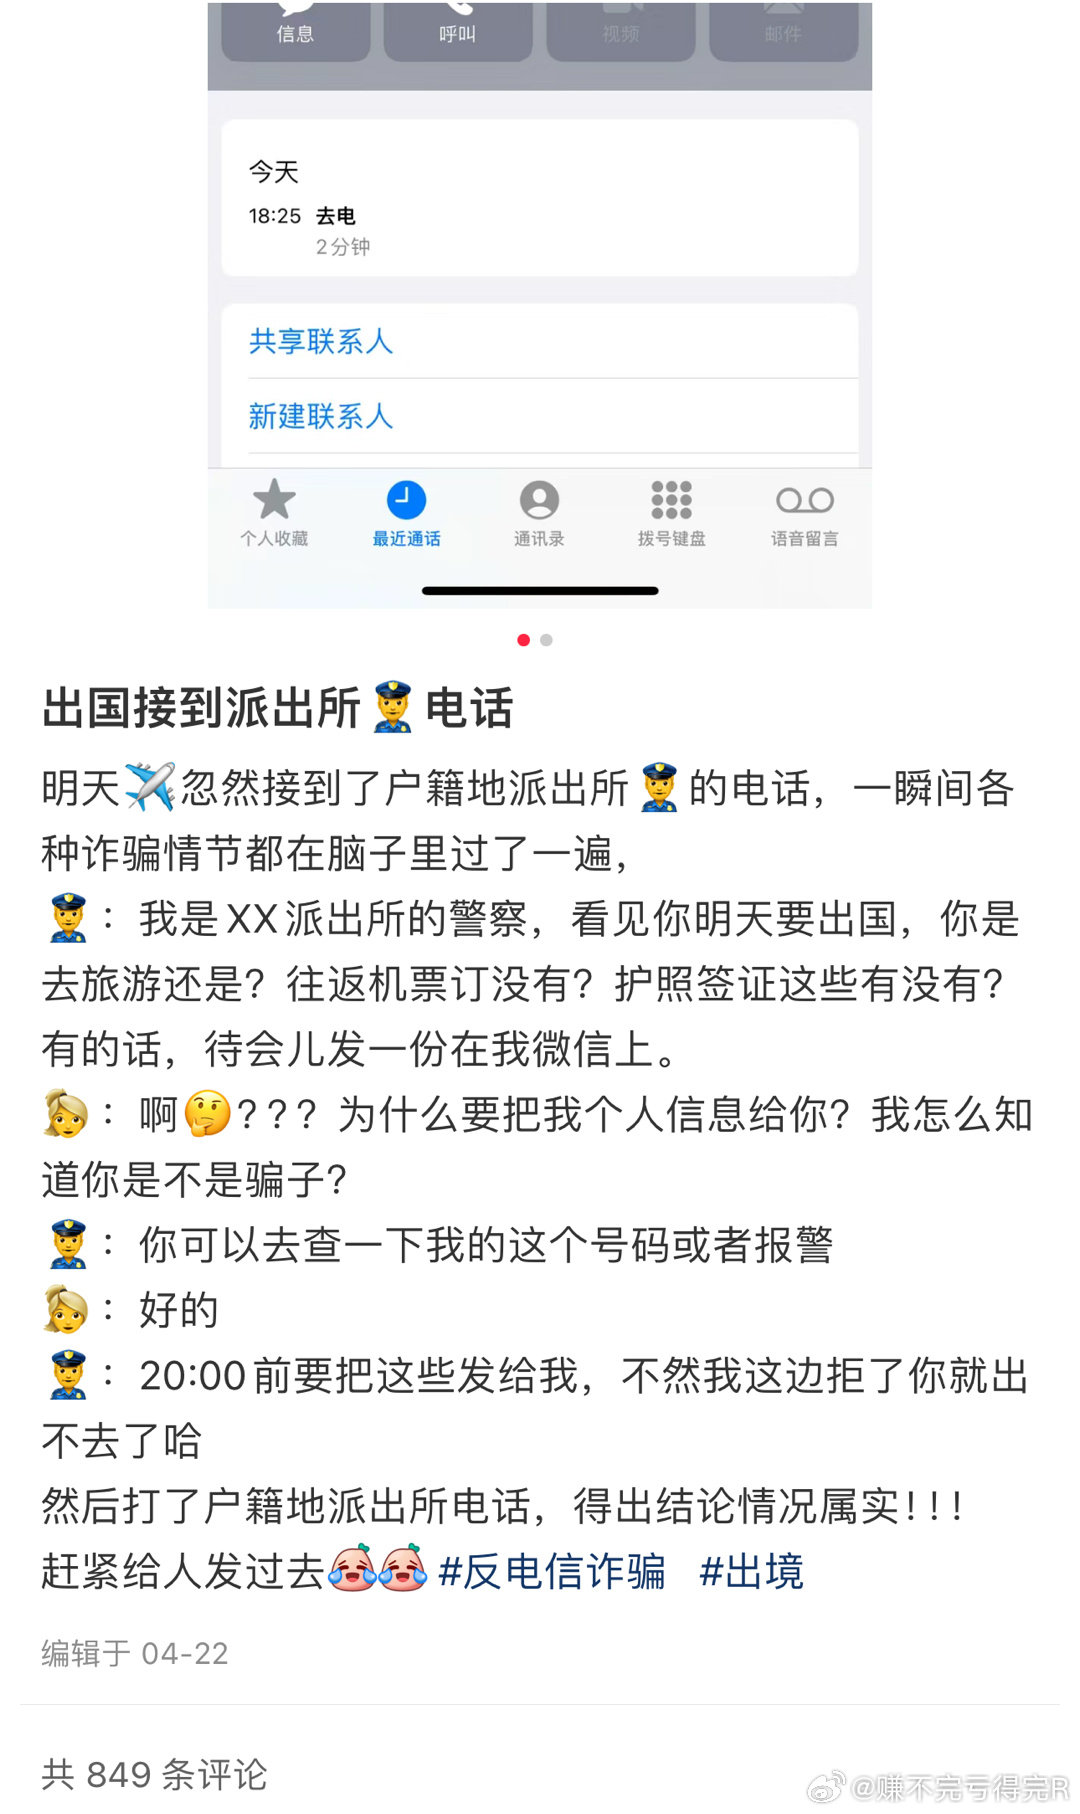 信息 呼叫 视频 邮件
今天
18:25 去电
2分钟
共享联系人
新建联系人
个人收藏 最近通话 通讯录 拨号键盘 语音留言
出国接到派出所👮电话
明天✈️忽然接到了户籍地派出所👮的电话，一瞬间各
种诈骗情节都在脑子里过了一遍，
👮：我是XX派出所的警察，看见你明天要出国，你是
去旅游还是？往返机票订没有？护照签证这些有没有？
有的话，待会儿发一份在我微信上。
👱‍♀️：啊🤔？？？为什么要把我个人信息给你？我怎么知
道你是不是骗子？
👮：你可以去查一下我的这个号码或者报警
👱‍♀️：好的
👮：20:00前要把这些发给我，不然我这边拒了你就出
不去了哈
然后打了户籍地派出所电话，得出结论情况属实！！！
赶紧给人发过去 #反电信诈骗 #出境
编辑于 04-22
共 849 条评论
@赚不完亏得完R